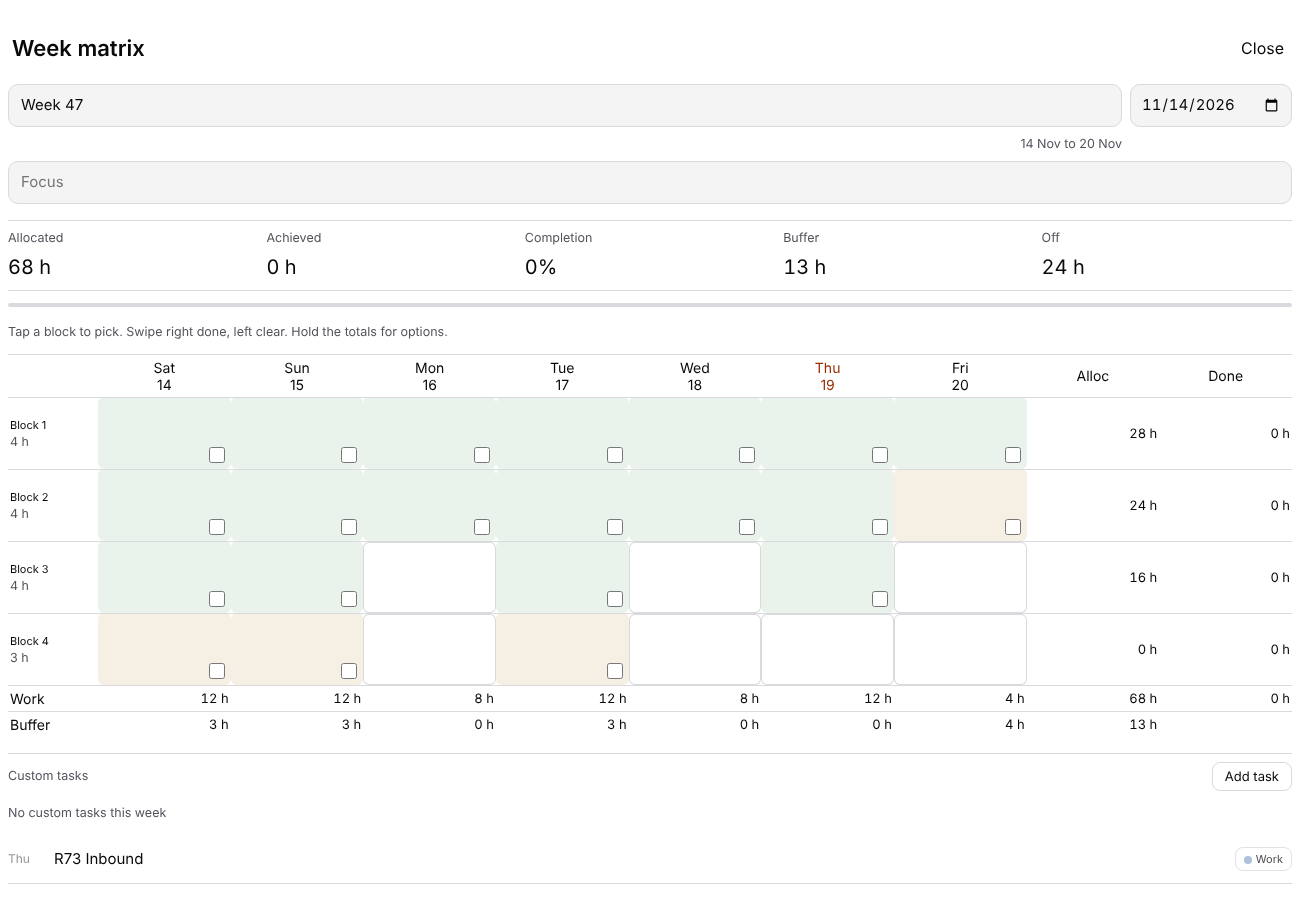 Week matrix
Close
Week 47
11/14/2026
14 Nov to 20 Nov
Focus
Allocated Achieved Completion Buffer Off
68 h 0 h 0% 13 h 24 h
Tap a block to pick. Swipe right done, left clear. Hold the totals for options.
Sat Sun Mon Tue Wed Thu Fri
14 15 16 17 18 19 20
Alloc Done
Block 1
4 h
28 h 0 h
Block 2
4 h
24 h 0 h
Block 3
4 h
16 h 0 h
Block 4
3 h
0 h 0 h
Work 12 h 12 h 8 h 12 h 8 h 12 h 4 h 68 h 0 h
Buffer 3 h 3 h 0 h 3 h 0 h 0 h 4 h 13 h
Custom tasks
Add task
No custom tasks this week
Thu R73 Inbound Work